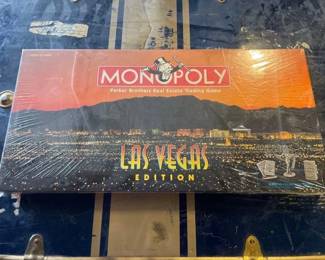 MONOPOLY
Parker Brothers Real Estate Trading Game
LAS VEGAS
EDITION